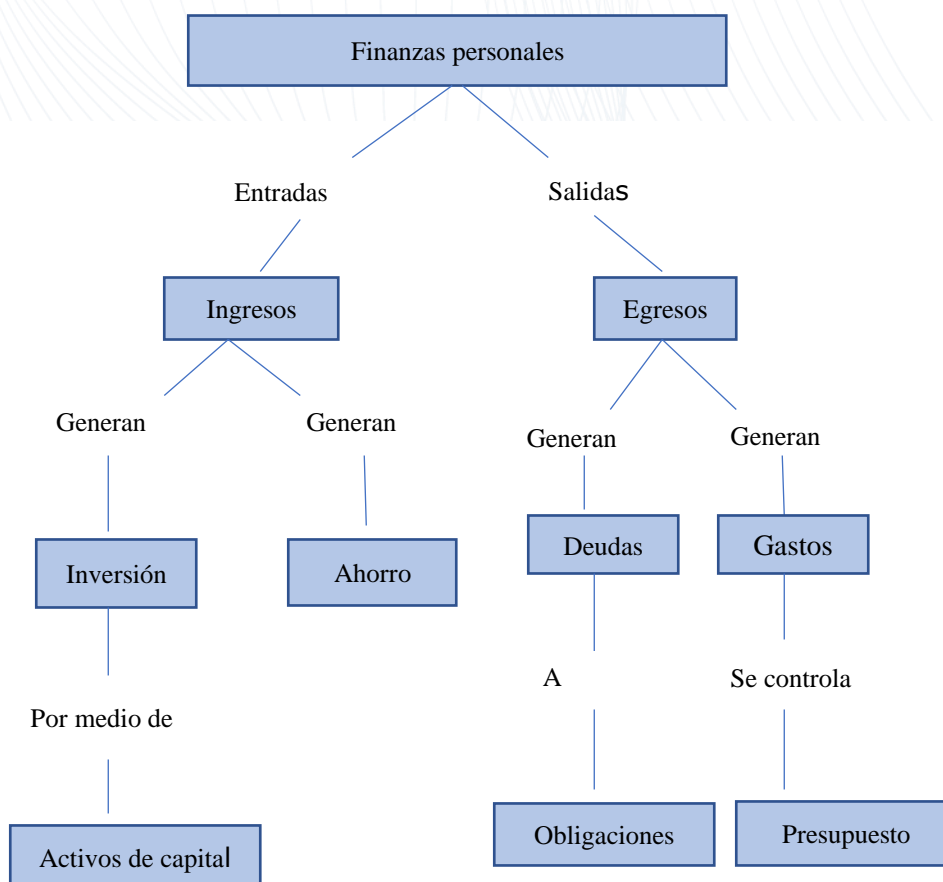 Finanzas personales
Entradas
Salidas
Ingresos
Egresos
Generan
Generan
Generan
Generan
Inversión
Ahorro
Deudas
Gastos
Por medio de
A
Se controla
Activos de capital
Obligaciones
Presupuesto